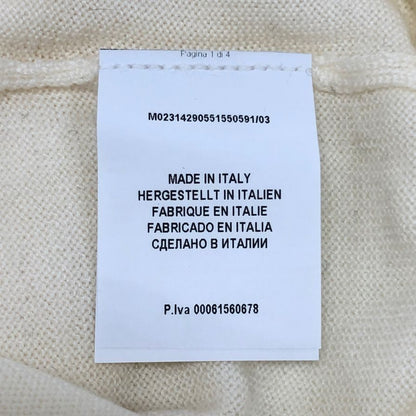 Pagina 1 di 4
M02314290551550591/03
MADE IN ITALY
HERGESTELLT IN ITALIEN
FABRIQUE EN ITALIE
FABRICADO EN ITALIA
СДЕЛАНО В ИТАЛИИ
P.Iva 00061560678